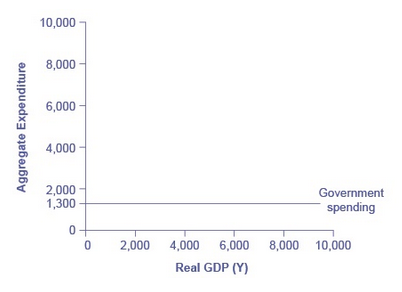 10,000
8,000
6,000
4,000
2,000
1,300
0
Aggregate Expenditure
Government
spending
0 2,000 4,000 6,000 8,000 10,000
Real GDP (Y)